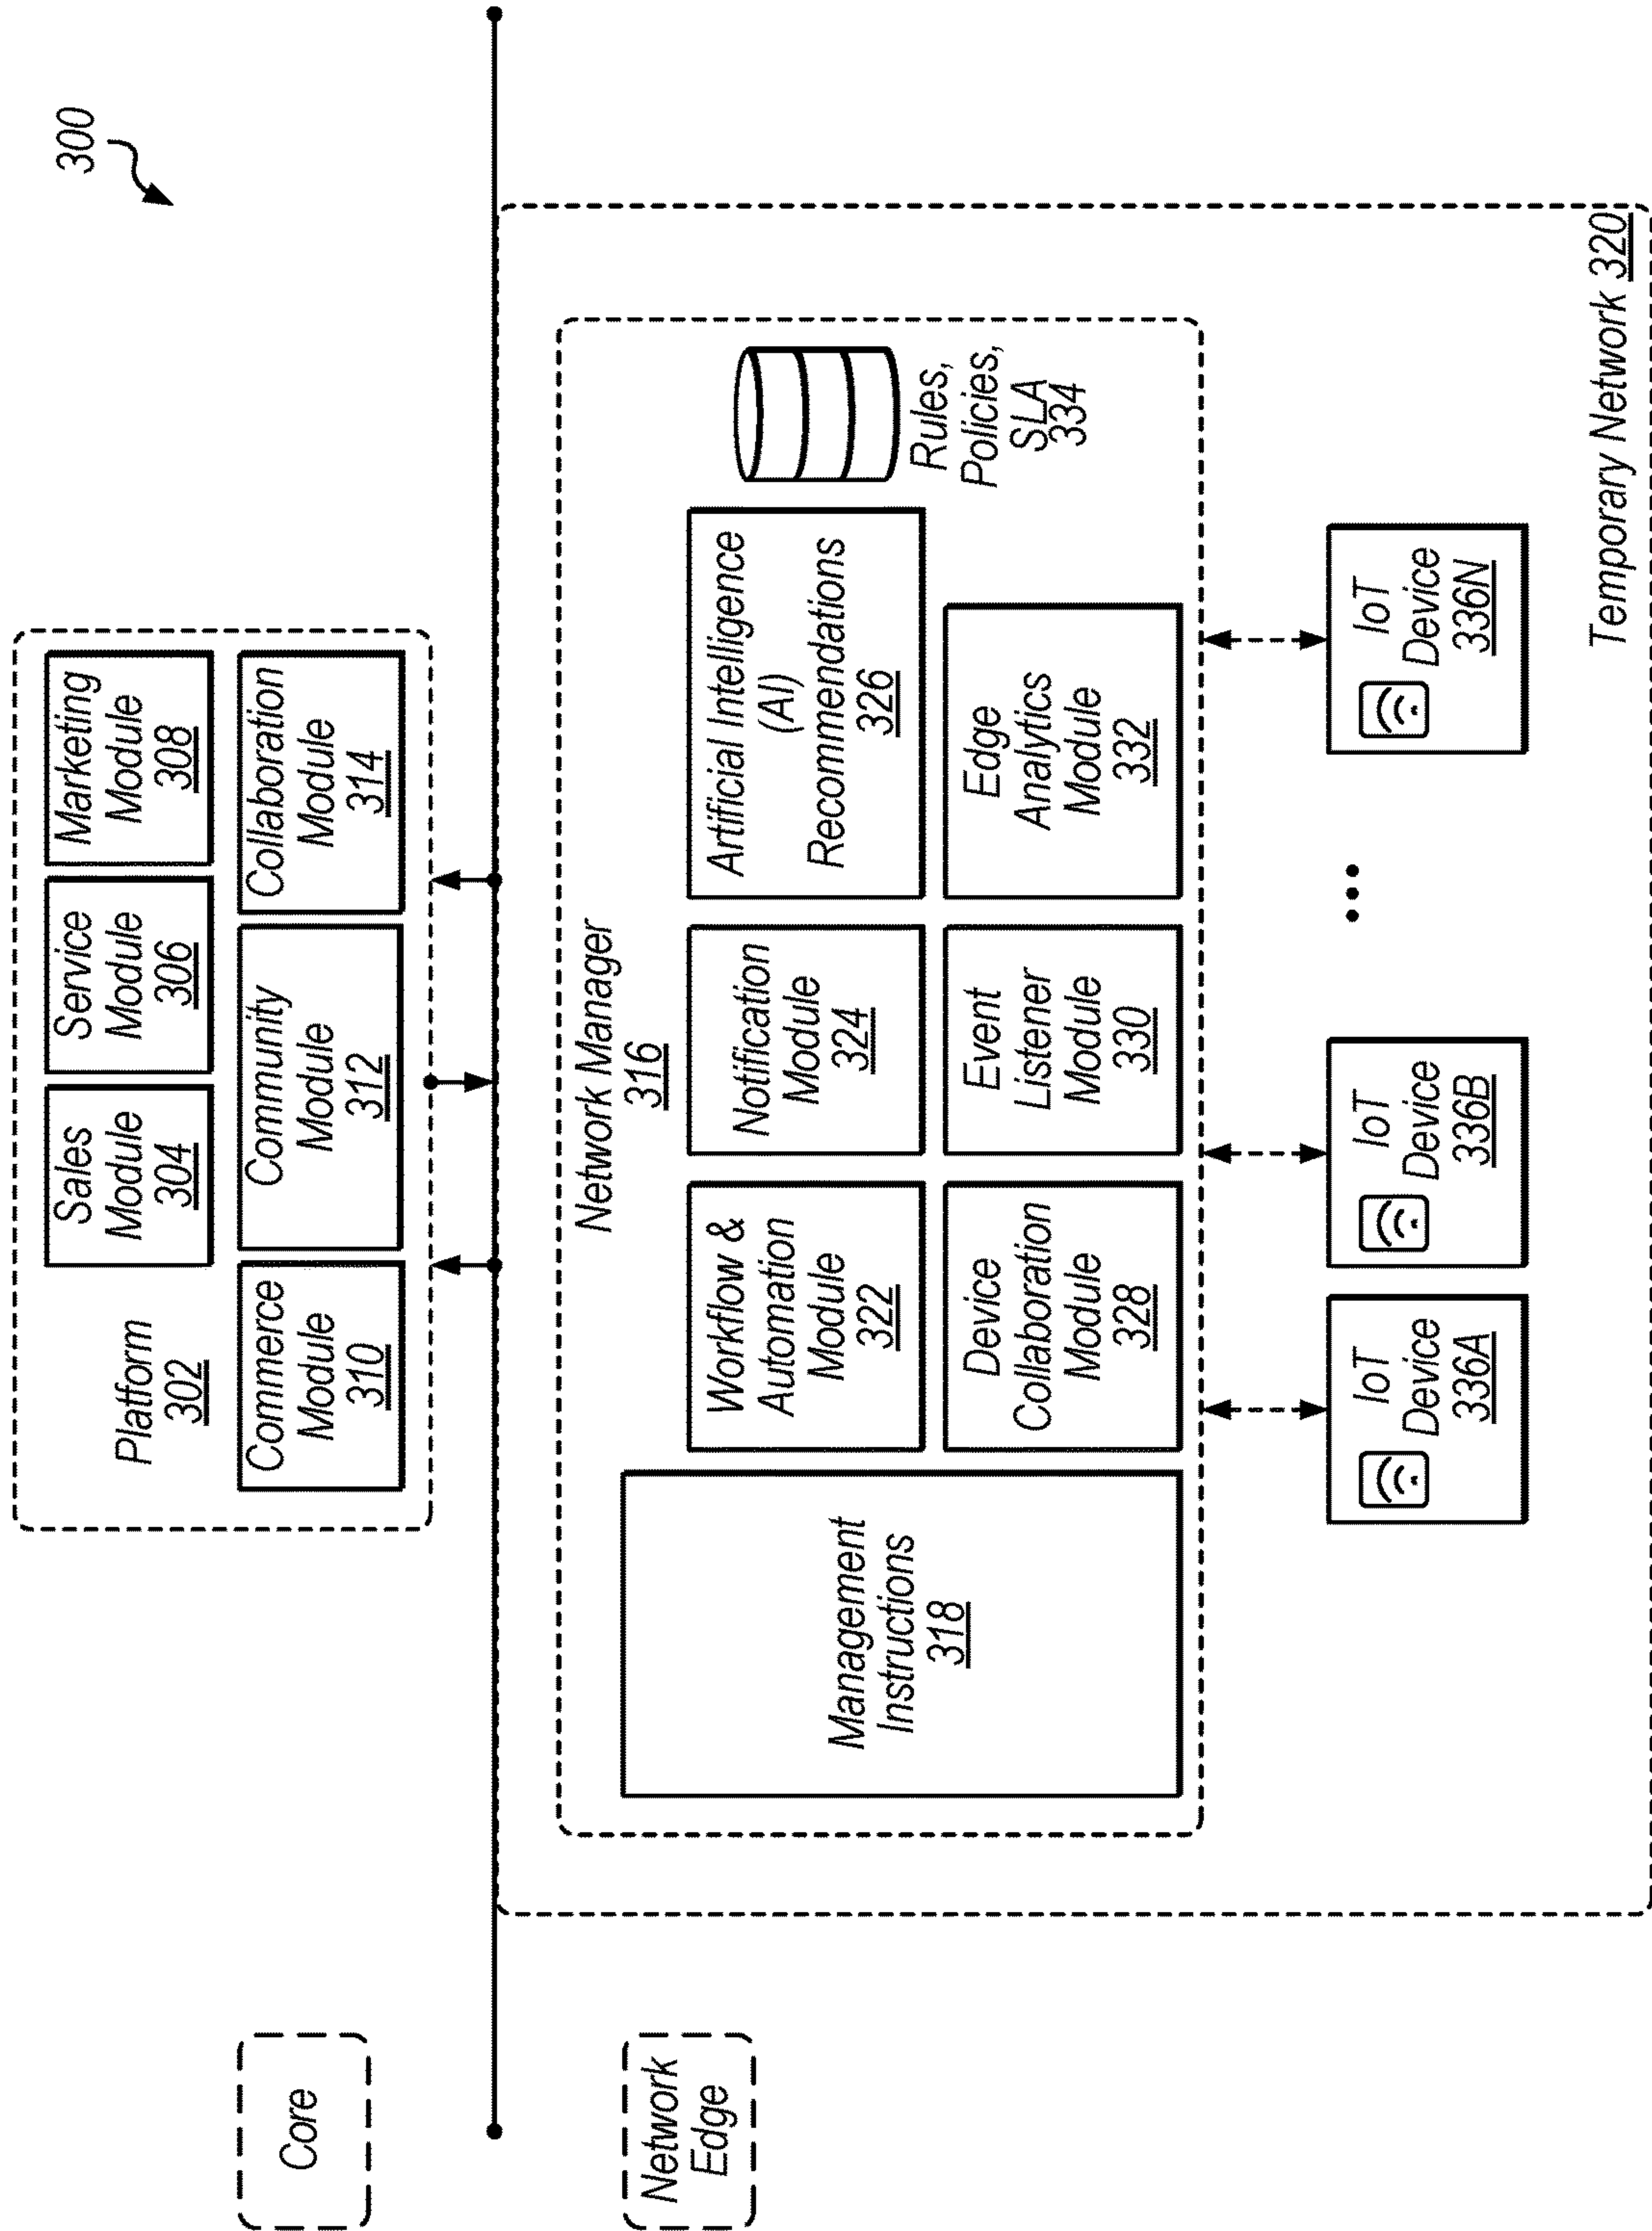 300
Core
Platform
302
Sales
Module
304
Service
Module
306
Marketing
Module
308
Commerce
Module
310
Community
Module
312
Collaboration
Module
314
Network
Edge
Network Manager
316
Management
Instructions
318
Workflow &
Automation
Module
322
Notification
Module
324
Artificial Intelligence
(AI)
Recommendations
326
Device
Collaboration
Module
328
Event
Listener
Module
330
Edge
Analytics
Module
332
Rules,
Policies,
SLA
334
IoT
Device
336A
IoT
Device
336B
•••
IoT
Device
336N
Temporary Network 320